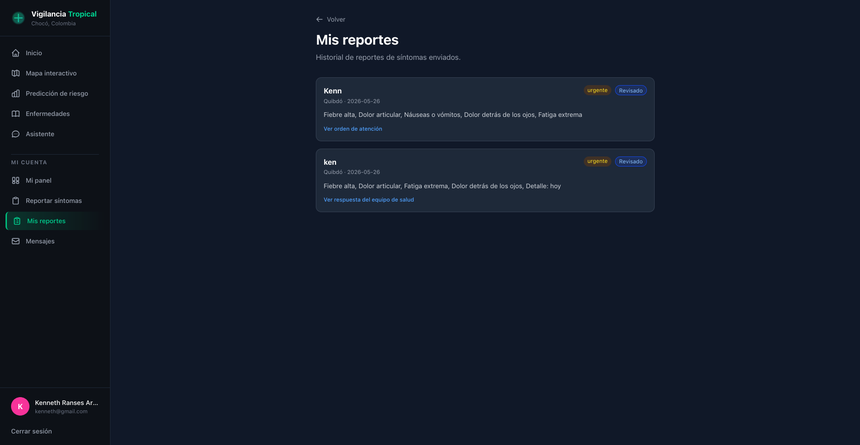 Vigilancia Tropical
Chocó, Colombia
Inicio
Mapa interactivo
Predicción de riesgo
Enfermedades
Asistente
MI CUENTA
Mi panel
Reportar síntomas
Mis reportes
Mensajes
K
Kenneth Ranses Ar...
kenneth@gmail.com
Cerrar sesión
Volver
Mis reportes
Historial de reportes de síntomas enviados.
Kenn
urgente
Revisado
Quibdó · 2026-05-26
Fiebre alta, Dolor articular, Náuseas o vómitos, Dolor detrás de los ojos, Fatiga extrema
Ver orden de atención
ken
urgente
Revisado
Quibdó · 2026-05-26
Fiebre alta, Dolor articular, Fatiga extrema, Dolor detrás de los ojos, Detalle: hoy
Ver respuesta del equipo de salud